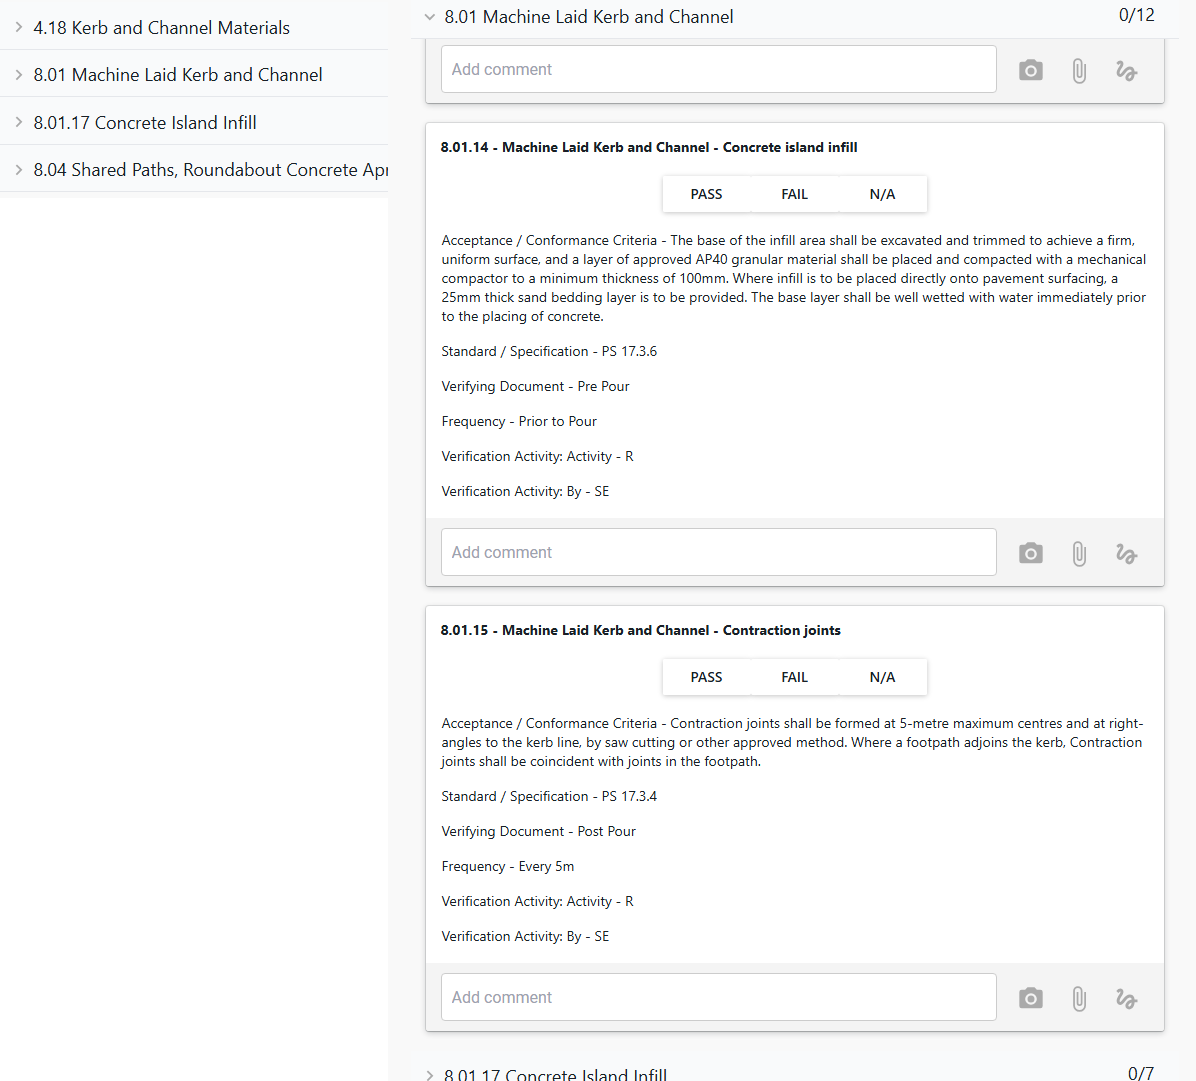 4.18 Kerb and Channel Materials
8.01 Machine Laid Kerb and Channel
8.01.17 Concrete Island Infill
8.04 Shared Paths, Roundabout Concrete Apr
8.01 Machine Laid Kerb and Channel
0/12
Add comment
8.01.14 - Machine Laid Kerb and Channel - Concrete island infill
PASS FAIL N/A
Acceptance / Conformance Criteria - The base of the infill area shall be excavated and trimmed to achieve a firm,
uniform surface, and a layer of approved AP40 granular material shall be placed and compacted with a mechanical
compactor to a minimum thickness of 100mm. Where infill is to be placed directly onto pavement surfacing, a
25mm thick sand bedding layer is to be provided. The base layer shall be well wetted with water immediately prior
to the placing of concrete.
Standard / Specification - PS 17.3.6
Verifying Document - Pre Pour
Frequency - Prior to Pour
Verification Activity: Activity - R
Verification Activity: By - SE
Add comment
8.01.15 - Machine Laid Kerb and Channel - Contraction joints
PASS FAIL N/A
Acceptance / Conformance Criteria - Contraction joints shall be formed at 5-metre maximum centres and at right-
angles to the kerb line, by saw cutting or other approved method. Where a footpath adjoins the kerb, Contraction
joints shall be coincident with joints in the footpath.
Standard / Specification - PS 17.3.4
Verifying Document - Post Pour
Frequency - Every 5m
Verification Activity: Activity - R
Verification Activity: By - SE
Add comment
8.01.17 Concrete Island Infill
0/7